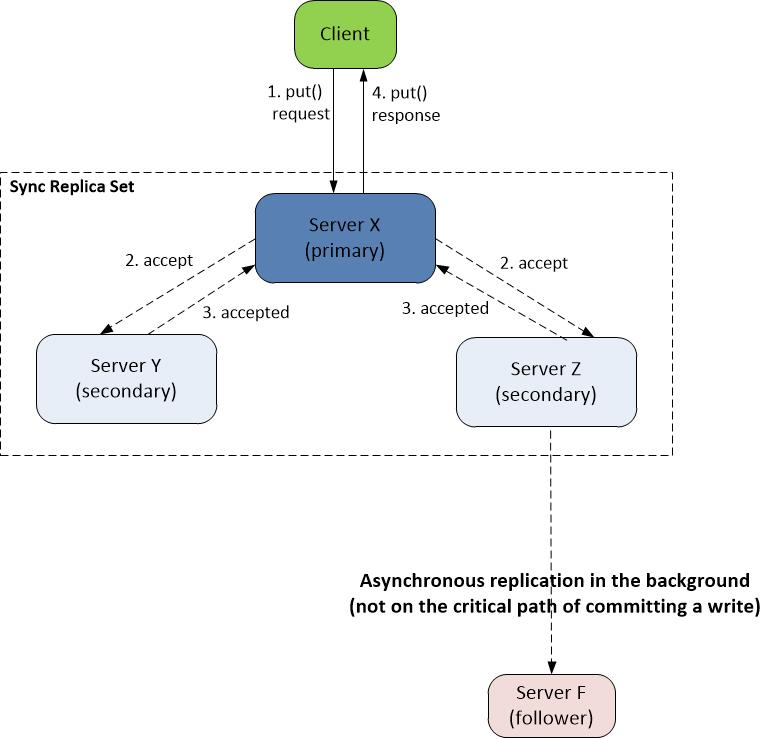 Client
1. put()
request
4. put()
response
Sync Replica Set
Server X
(primary)
2. accept
2. accept
3. accepted
3. accepted
Server Y
(secondary)
Server Z
(secondary)
Asynchronous replication in the background
(not on the critical path of committing a write)
Server F
(follower)